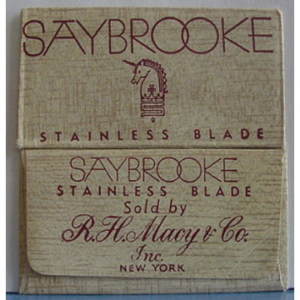 SAYBROOKE
STAINLESS BLADE
SAYBROOKE
STAINLESS BLADE
Sold by
R.H. Macy & Co.
Inc.
NEW YORK